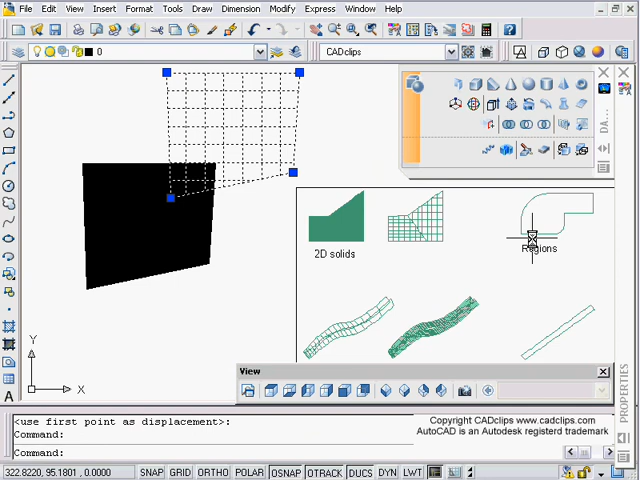 File Edit View Insert Format Tools Draw Dimension Modify Express Window Help
0
CADclips
DA...
2D solids
Regions
View
Y
X
A
PROPERTIES
<use first point as displacement>:
Command:
Command:
Copyright CADclips www.cadclips.com
AutoCAD is an Autodesk registerd trademark
322.8220, 95.1801 , 0.0000 SNAP GRID ORTHO POLAR OSNAP OTRACK DUCS DYN LWT